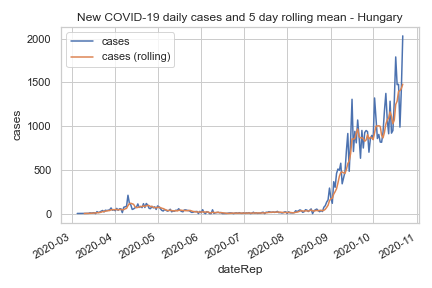 New COVID-19 daily cases and 5 day rolling mean - Hungary
cases
cases (rolling)
2000
1500
1000
500
0
cases
2020-03
2020-04
2020-05
2020-06
2020-07
2020-08
2020-09
2020-10
2020-11
dateRep